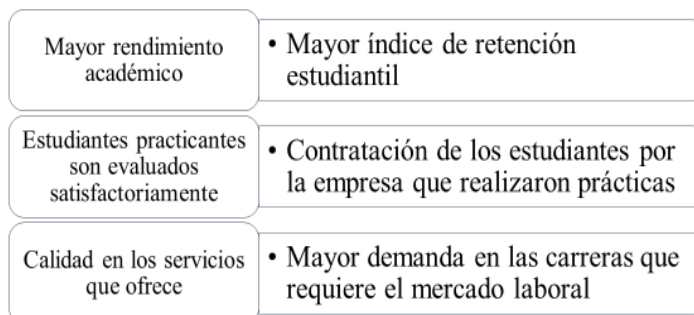 Mayor rendimiento
académico
• Mayor índice de retención
estudiantil
Estudiantes practicantes
son evaluados
satisfactoriamente
• Contratación de los estudiantes por
la empresa que realizaron prácticas
Calidad en los servicios
que ofrece
• Mayor demanda en las carreras que
requiere el mercado laboral